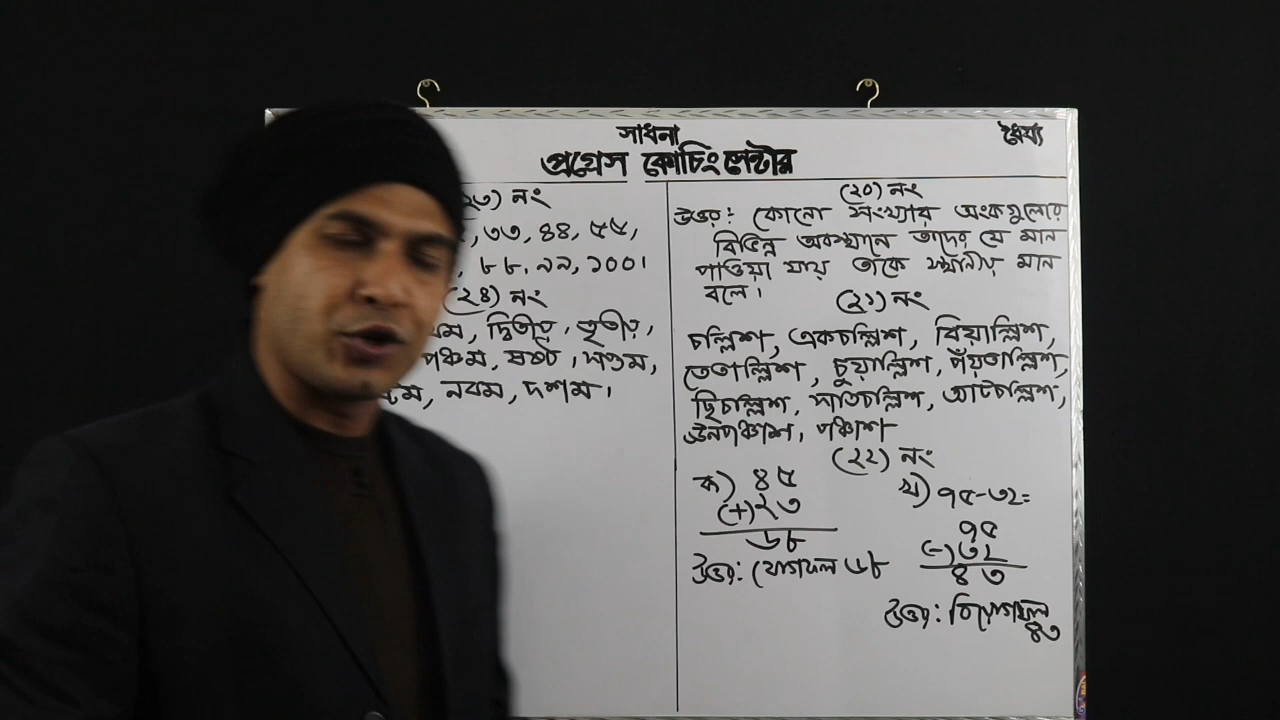 সাধনা
ধৈর্য্য
প্রগ্রেস কোচিং সেন্টার
২৩) নং
, ৩৩, ৪৪, ৫৫,
, ৮৮, ৯৯, ১০০।
(২৪) নং
দ্বিতীয়, তৃতীয়,
পঞ্চম, ষষ্ঠ, সপ্তম,
নবম, দশম।
(২০) নং
উত্তর: কোনো সংখ্যার অংকগুলোর
বিভিন্ন অবস্থানে তাদের যে মান
পাওয়া যায় তাকে স্থানীয় মান
বলে।
(২১) নং
চল্লিশ, একচল্লিশ, বিয়াল্লিশ,
তেতাল্লিশ, চুয়াল্লিশ, পঁয়তাল্লিশ,
ছিচল্লিশ, সাতচল্লিশ, আটচল্লিশ,
ঊনপঞ্চাশ, পঞ্চাশ
(২২) নং
ক) ৪৫
(+) ২৩
৬৮
উত্তর: যোগফল ৬৮
খ) ৭৫-৩২=
৭৫
(-) ৩২
৪৩
উত্তর: বিয়োগফল
৪৩